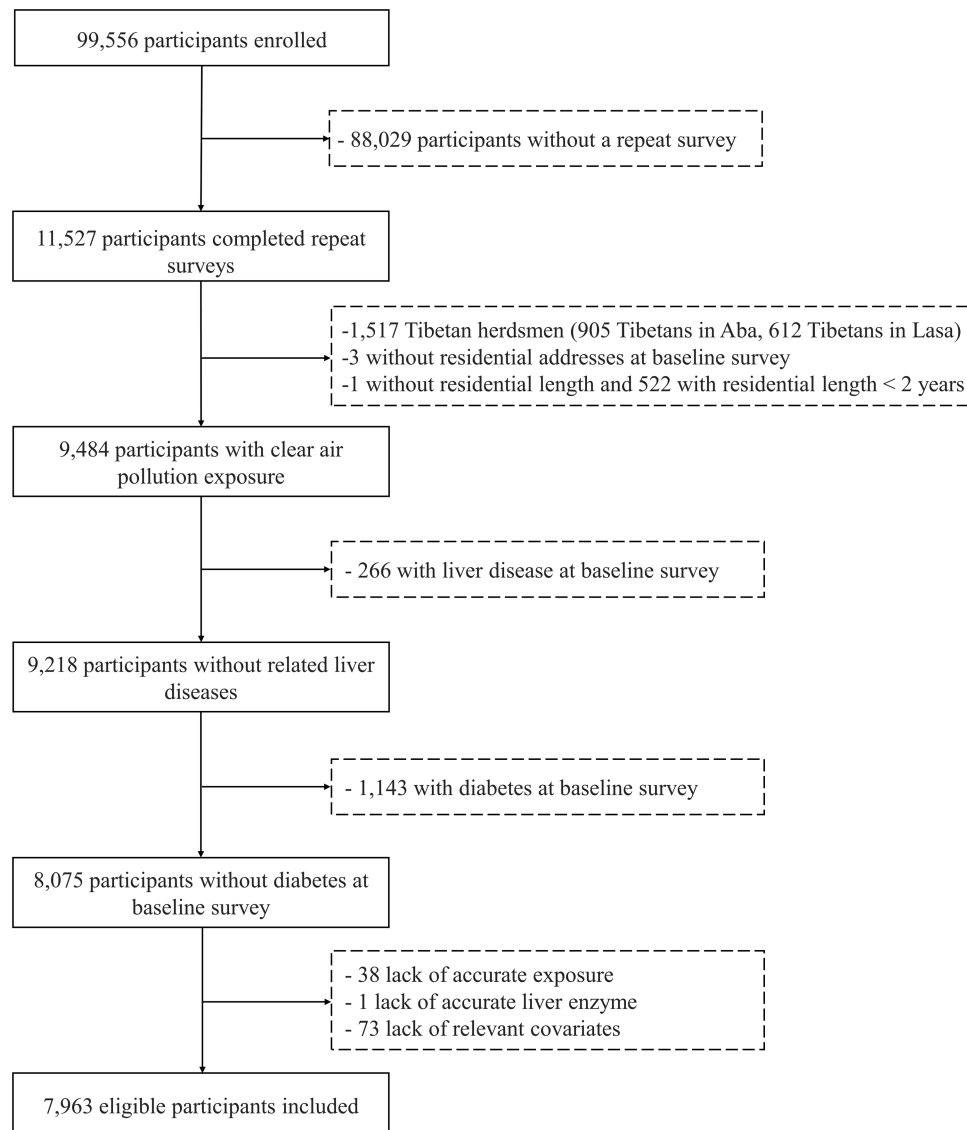 99,556 participants enrolled
- 88,029 participants without a repeat survey
11,527 participants completed repeat
surveys
-1,517 Tibetan herdsmen (905 Tibetans in Aba, 612 Tibetans in Lasa)
-3 without residential addresses at baseline survey
-1 without residential length and 522 with residential length < 2 years
9,484 participants with clear air
pollution exposure
- 266 with liver disease at baseline survey
9,218 participants without related liver
diseases
- 1,143 with diabetes at baseline survey
8,075 participants without diabetes at
baseline survey
- 38 lack of accurate exposure
- 1 lack of accurate liver enzyme
- 73 lack of relevant covariates
7,963 eligible participants included